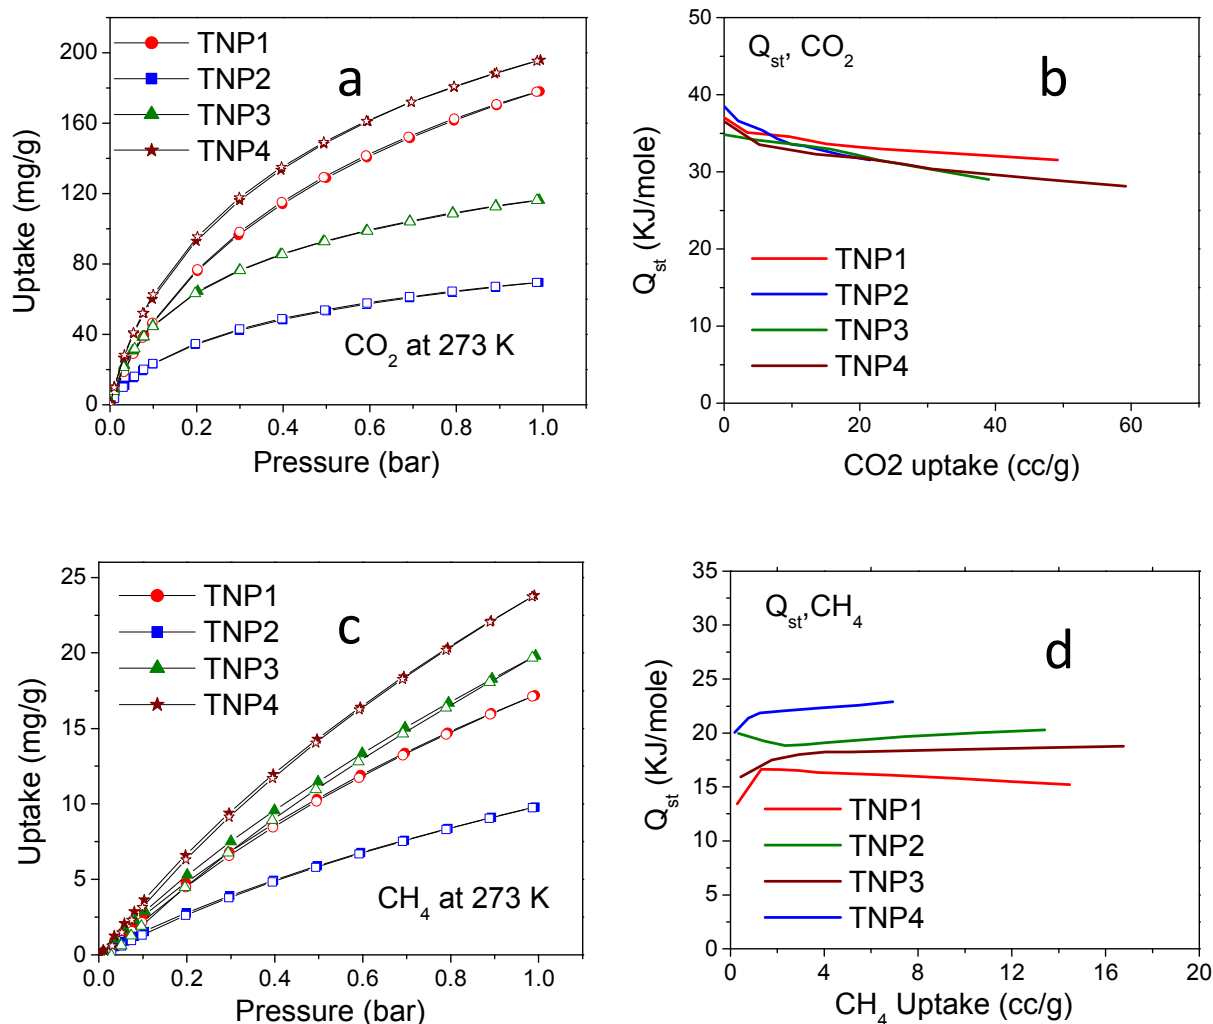 a
TNP1
TNP2
TNP3
TNP4
Uptake (mg/g)
200
160
120
80
40
0
CO₂ at 273 K
0.0 0.2 0.4 0.6 0.8 1.0
Pressure (bar)
b
Qst, CO₂
Qst (KJ/mole)
50
40
30
20
10
0
TNP1
TNP2
TNP3
TNP4
0 20 40 60
CO2 uptake (cc/g)
c
TNP1
TNP2
TNP3
TNP4
Uptake (mg/g)
25
20
15
10
5
0
CH₄ at 273 K
0.0 0.2 0.4 0.6 0.8 1.0
Pressure (bar)
d
Qst,CH₄
Qst (KJ/mole)
35
30
25
20
15
10
5
0
TNP1
TNP2
TNP3
TNP4
0 4 8 12 16 20
CH₄ Uptake (cc/g)